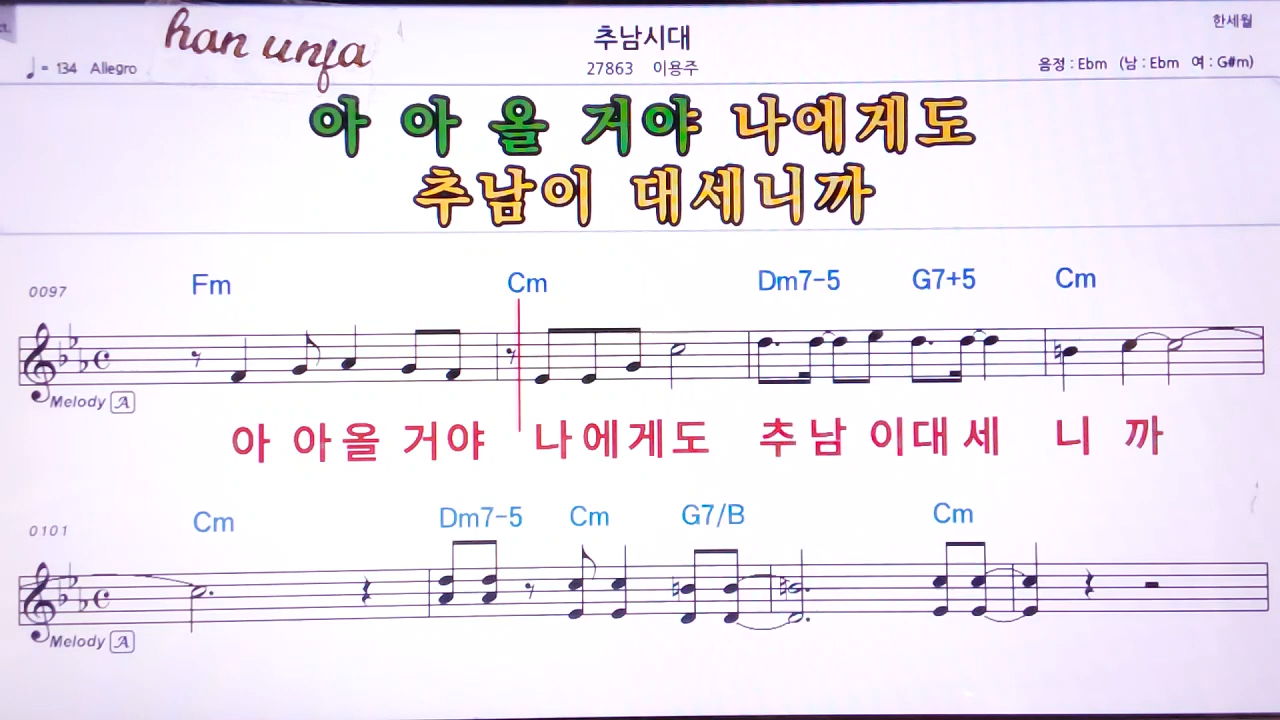 han unfa
추남시대
한세월
♩= 134 Allegro
27863 이용주
음정 : Ebm (남 : Ebm 여 : G#m)
아 아 올 거야 나에게도
추남이 대세니까
0097
Fm Cm Dm7-5 G7+5 Cm
Melody A
아 아올 거야 나에게도 추남 이대세 니 까
0101
Cm Dm7-5 Cm G7/B Cm
Melody A